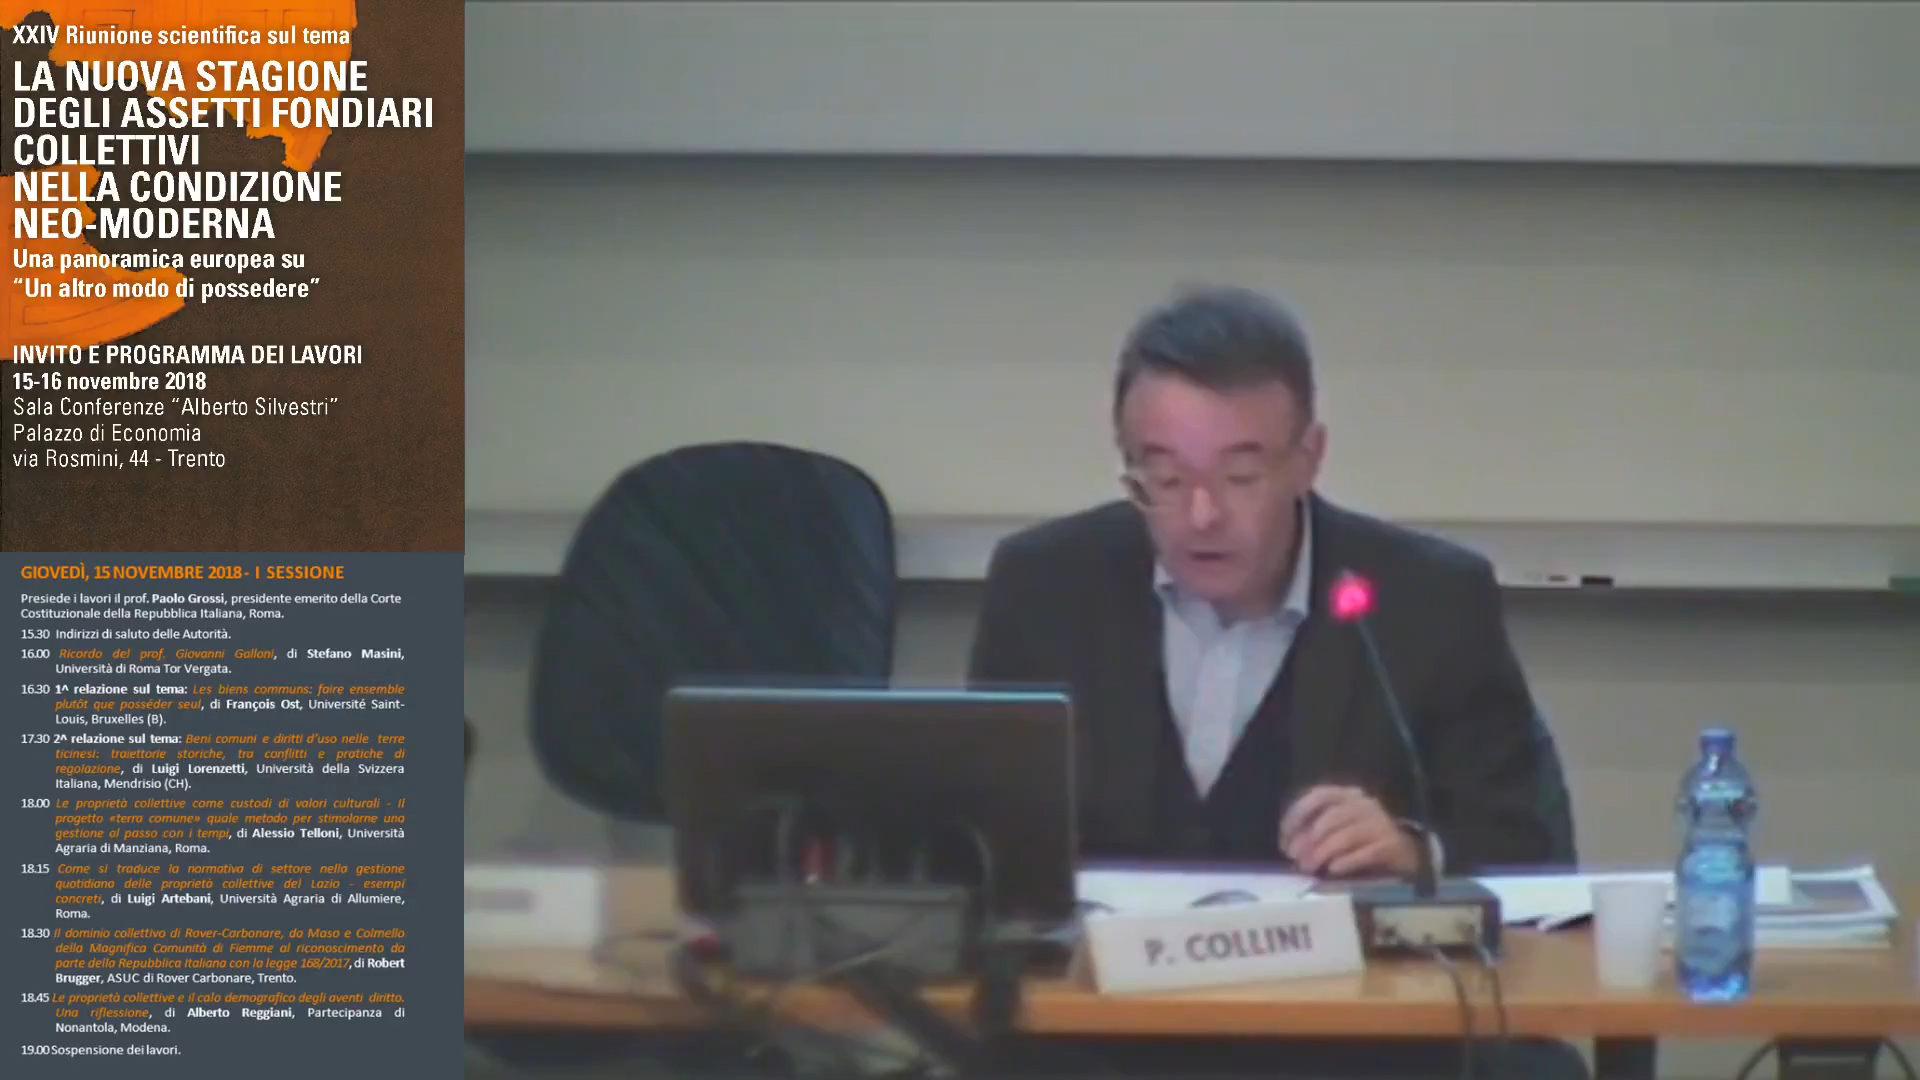 XXIV Riunione scientifica sul tema
LA NUOVA STAGIONE
DEGLI ASSETTI FONDIARI
COLLETTIVI
NELLA CONDIZIONE
NEO-MODERNA
Una panoramica europea su
“Un altro modo di possedere”
INVITO E PROGRAMMA DEI LAVORI
15-16 novembre 2018
Sala Conferenze “Alberto Silvestri”
Palazzo di Economia
via Rosmini, 44 - Trento
GIOVEDÌ, 15 NOVEMBRE 2018 - I SESSIONE
Presiede i lavori il prof. Paolo Grossi, presidente emerito della Corte
Costituzionale della Repubblica Italiana, Roma.
15.30 Indirizzi di saluto delle Autorità.
16.00 Ricordo del prof. Giovanni Galloni, di Stefano Masini,
Università di Roma Tor Vergata.
16.30 1^ relazione sul tema: Les biens communs: faire ensemble
plutôt que posséder seul, di François Ost, Université Saint-
Louis, Bruxelles (B).
17.30 2^ relazione sul tema: Beni comuni e diritti d'uso nelle terre
ticinesi: traiettorie storiche, tra conflitti e pratiche di
regolazione, di Luigi Lorenzetti, Università della Svizzera
Italiana, Mendrisio (CH).
18.00 Le proprietà collettive come custodi di valori culturali - Il
progetto «terra comune» quale metodo per stimolarne una
gestione al passo con i tempi, di Alessio Telloni, Università
Agraria di Manziana, Roma.
18.15 Come si traduce la normativa di settore nella gestione
quotidiana delle proprietà collettive del Lazio - esempi
concreti, di Luigi Artebani, Università Agraria di Allumiere,
Roma.
18.30 Il dominio collettivo di Rover-Carbonare, da Maso e Colmello
della Magnifica Comunità di Fiemme al riconoscimento da
parte della Repubblica Italiana con la legge 168/2017, di Robert
Brugger, ASUC di Rover Carbonare, Trento.
18.45 Le proprietà collettive e il calo demografico degli aventi diritto.
Una riflessione, di Alberto Reggiani, Partecipanza di
Nonantola, Modena.
19.00 Sospensione dei lavori.
P. COLLINI